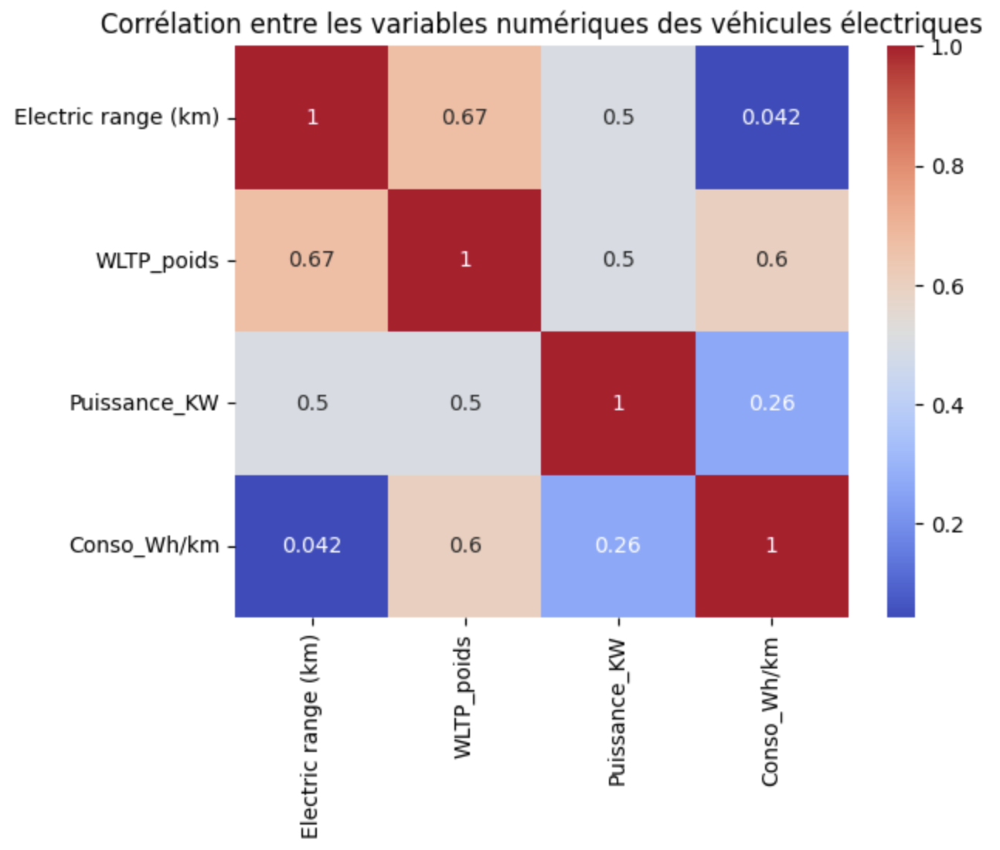 Corrélation entre les variables numériques des véhicules électriques
1.0
Electric range (km) 1 0.67 0.5 0.042
0.8
WLTP_poids 0.67 1 0.5 0.6
0.6
Puissance_KW 0.5 0.5 1 0.26
0.4
Conso_Wh/km 0.042 0.6 0.26 1
0.2
Electric range (km)
WLTP_poids
Puissance_KW
Conso_Wh/km